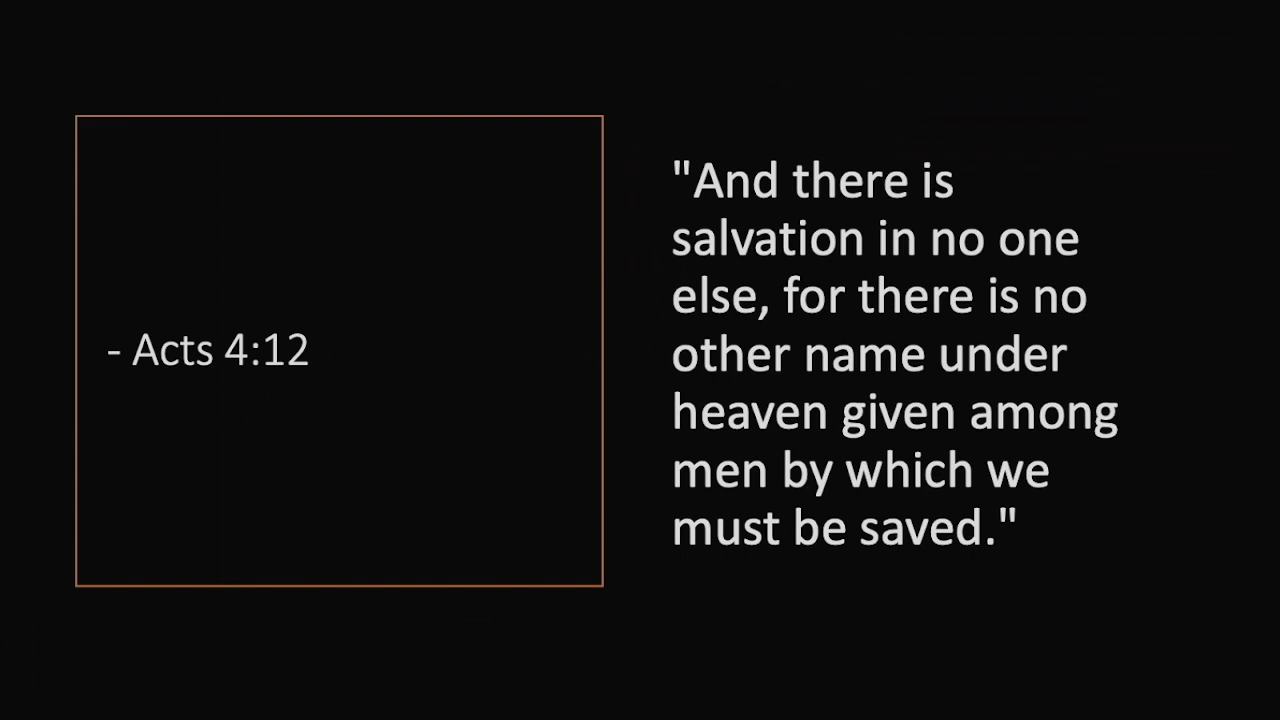 - Acts 4:12
"And there is
salvation in no one
else, for there is no
other name under
heaven given among
men by which we
must be saved."